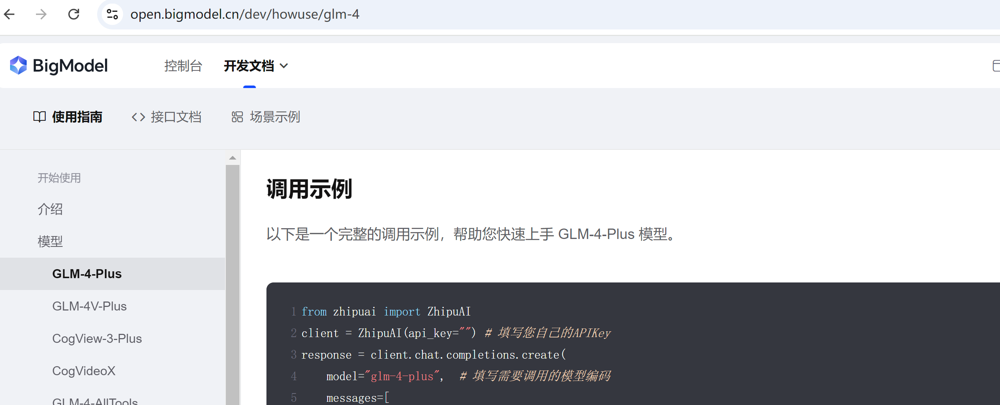 open.bigmodel.cn/dev/howuse/glm-4
BigModel 控制台 开发文档
使用指南 接口文档 场景示例
开始使用
介绍
模型
GLM-4-Plus
GLM-4V-Plus
CogView-3-Plus
CogVideoX
GLM-4-AllTools
调用示例
以下是一个完整的调用示例，帮助您快速上手 GLM-4-Plus 模型。
1 from zhipuai import ZhipuAI
2 client = ZhipuAI(api_key="") # 填写您自己的APIKey
3 response = client.chat.completions.create(
4     model="glm-4-plus",  # 填写需要调用的模型编码
5     messages=[